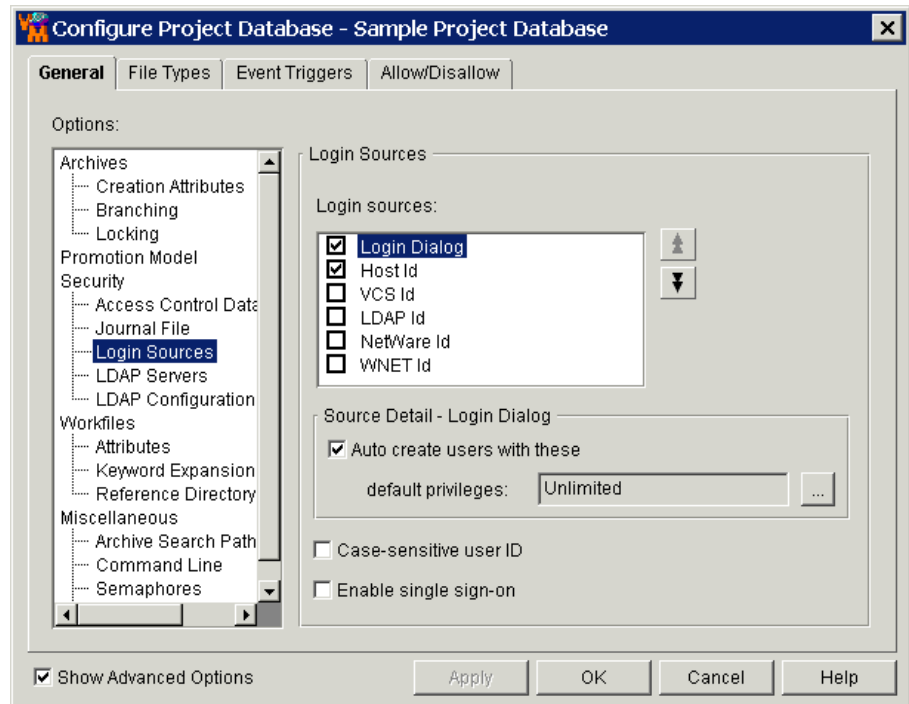 Configure Project Database - Sample Project Database
General File Types Event Triggers Allow/Disallow
Options:
Archives
Creation Attributes
Branching
Locking
Promotion Model
Security
Access Control Data
Journal File
Login Sources
LDAP Servers
LDAP Configuration
Workfiles
Attributes
Keyword Expansion
Reference Directory
Miscellaneous
Archive Search Path
Command Line
Semaphores
Login Sources
Login sources:
Login Dialog
Host Id
VCS Id
LDAP Id
NetWare Id
WNET Id
Source Detail - Login Dialog
Auto create users with these
default privileges: Unlimited ...
Case-sensitive user ID
Enable single sign-on
Show Advanced Options
Apply OK Cancel Help